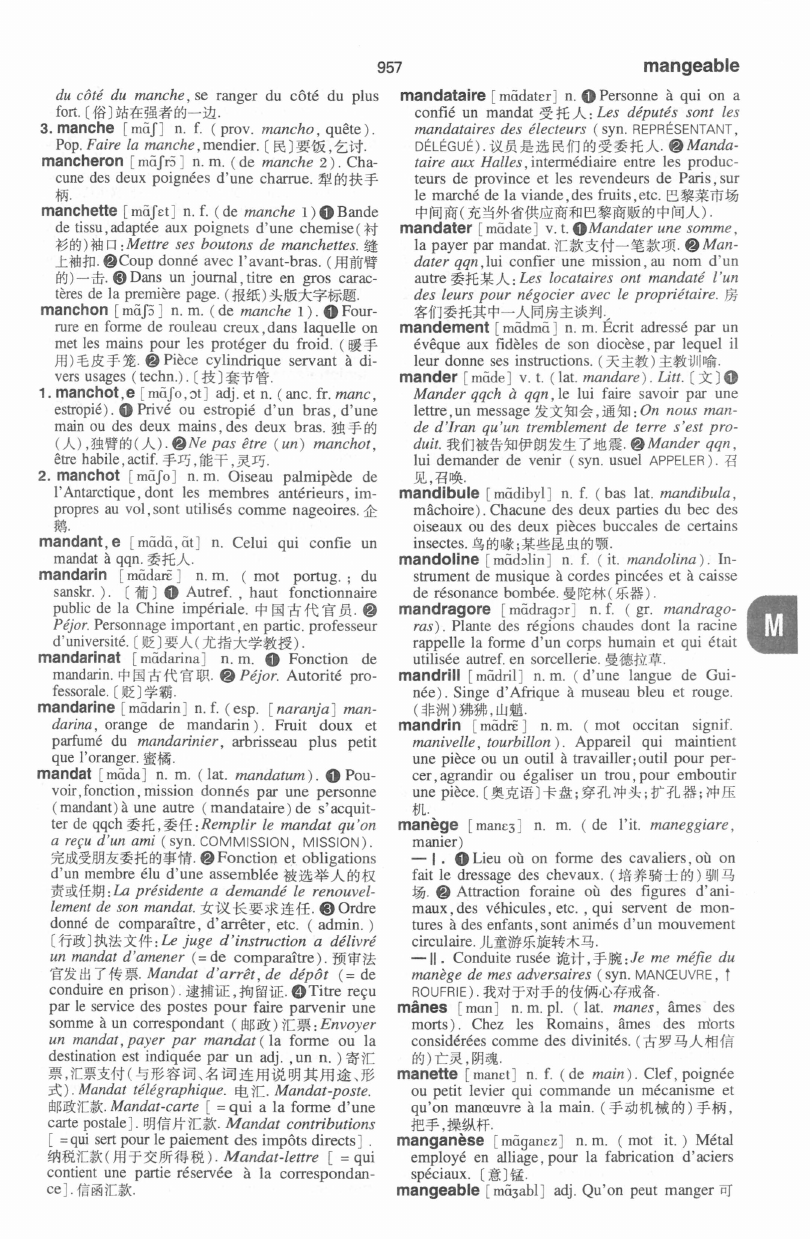 957
mangeable
du côté du manche, se ranger du côté du plus
fort.〔俗〕站在强者的一边.
3. manche [mɑ̃ʃ] n. f. (prov. mancho, quête).
Pop. Faire la manche, mendier.〔民〕要饭,乞讨.
mancheron [mɑ̃ʃrɔ̃] n. m. (de manche 2). Cha-
cune des deux poignées d'une charrue. 犁的扶手
柄.
manchette [mɑ̃ʃɛt] n. f. (de manche 1) ❶ Bande
de tissu, adaptée aux poignets d'une chemise(衬
衫的)袖口:Mettre ses boutons de manchettes. 缝
上袖扣. ❷ Coup donné avec l'avant-bras. (用前臂
的)一击. ❸ Dans un journal, titre en gros carac-
tères de la première page. (报纸)头版大字标题.
manchon [mɑ̃ʃɔ̃] n. m. (de manche 1). ❶ Four-
rure en forme de rouleau creux, dans laquelle on
met les mains pour les protéger du froid. (暖手
用)毛皮手笼. ❷ Pièce cylindrique servant à di-
vers usages (techn.).〔技〕套节管.
1. manchot, e [mɑ̃ʃo, ɔt] adj. et n. (anc. fr. manc,
estropié). ❶ Privé ou estropié d'un bras, d'une
main ou des deux mains, des deux bras. 独手的
(人),独臂的(人). ❷ Ne pas être (un) manchot,
être habile, actif. 手巧,能干,灵巧.
2. manchot [mɑ̃ʃo] n. m. Oiseau palmipède de
l'Antarctique, dont les membres antérieurs, im-
propres au vol, sont utilisés comme nageoires. 企
鹅.
mandant, e [mɑ̃dɑ̃, ɑ̃t] n. Celui qui confie un
mandat à qqn. 委托人.
mandarin [mɑ̃darɛ̃] n. m. (mot portug.; du
sanskr.).〔葡〕❶ Autref., haut fonctionnaire
public de la Chine impériale. 中国古代官员. ❷
Péjor. Personnage important, en partic. professeur
d'université.〔贬〕要人(尤指大学教授).
mandarinat [mɑ̃darina] n. m. ❶ Fonction de
mandarin. 中国古代官职. ❷ Péjor. Autorité pro-
fessorale.〔贬〕学霸.
mandarine [mɑ̃darin] n. f. (esp. [naranja] man-
darina, orange de mandarin). Fruit doux et
parfumé du mandarinier, arbrisseau plus petit
que l'oranger. 蜜橘.
mandat [mɑ̃da] n. m. (lat. mandatum). ❶ Pou-
voir, fonction, mission donnés par une personne
(mandant) à une autre (mandataire) de s'acquit-
ter de qqch 委托,委任:Remplir le mandat qu'on
a reçu d'un ami (syn. COMMISSION, MISSION).
完成受朋友委托的事情. ❷ Fonction et obligations
d'un membre élu d'une assemblée 被选举人的权
责或任期:La présidente a demandé le renouvel-
lement de son mandat. 女议长要求连任. ❸ Ordre
donné de comparaître, d'arrêter, etc. (admin.)
〔行政〕执法文件:Le juge d'instruction a délivré
un mandat d'amener (= de comparaître). 预审法
官发出了传票. Mandat d'arrêt, de dépôt (= de
conduire en prison). 逮捕证,拘留证. ❹ Titre reçu
par le service des postes pour faire parvenir une
somme à un correspondant (邮政)汇票:Envoyer
un mandat, payer par mandat (la forme ou la
destination est indiquée par un adj., un n.) 寄汇
票,汇票支付(与形容词、名词连用说明其用途、形
式). Mandat télégraphique. 电汇. Mandat-poste.
邮政汇款. Mandat-carte [= qui a la forme d'une
carte postale]. 明信片汇款. Mandat contributions
[= qui sert pour le paiement des impôts directs].
纳税汇款(用于交所得税). Mandat-lettre [= qui
contient une partie réservée à la correspondan-
ce]. 信函汇款.
mandataire [mɑ̃datɛr] n. ❶ Personne à qui on a
confié un mandat 受托人:Les députés sont les
mandataires des électeurs (syn. REPRÉSENTANT,
DÉLÉGUÉ). 议员是选民们的受委托人. ❷ Manda-
taire aux Halles, intermédiaire entre les produc-
teurs de province et les revendeurs de Paris, sur
le marché de la viande, des fruits, etc. 巴黎菜市场
中间商(充当外省供应商和巴黎商贩的中间人).
mandater [mɑ̃date] v. t. ❶ Mandater une somme,
la payer par mandat. 汇款支付一笔款项. ❷ Man-
dater qqn, lui confier une mission, au nom d'un
autre 委托某人:Les locataires ont mandaté l'un
des leurs pour négocier avec le propriétaire. 房
客们委托其中一人同房主谈判.
mandement [mɑ̃dmɑ̃] n. m. Écrit adressé par un
évêque aux fidèles de son diocèse, par lequel il
leur donne ses instructions. (天主教)主教训喻.
mander [mɑ̃de] v. t. (lat. mandare). Litt.〔文〕❶
Mander qqch à qqn, le lui faire savoir par une
lettre, un message 发文知会,通知:On nous man-
de d'Iran qu'un tremblement de terre s'est pro-
duit. 我们被告知伊朗发生了地震. ❷ Mander qqn,
lui demander de venir (syn. usuel APPELER). 召
见,召唤.
mandibule [mɑ̃dibyl] n. f. (bas lat. mandibula,
mâchoire). Chacune des deux parties du bec des
oiseaux ou des deux pièces buccales de certains
insectes. 鸟的喙;某些昆虫的颚.
mandoline [mɑ̃dɔlin] n. f. (it. mandolina). In-
strument de musique à cordes pincées et à caisse
de résonance bombée. 曼陀林(乐器).
mandragore [mɑ̃dragɔr] n. f. (gr. mandrago-
ras). Plante des régions chaudes dont la racine
rappelle la forme d'un corps humain et qui était
utilisée autref. en sorcellerie. 曼德拉草.
mandrill [mɑ̃dril] n. m. (d'une langue de Gui-
née). Singe d'Afrique à museau bleu et rouge.
(非洲)狒狒,山魈.
mandrin [mɑ̃drɛ̃] n. m. (mot occitan signif.
manivelle, tourbillon). Appareil qui maintient
une pièce ou un outil à travailler; outil pour per-
cer, agrandir ou égaliser un trou, pour emboutir
une pièce.〔奥克语〕卡盘;穿孔冲头;扩孔器;冲压
机.
manège [manɛʒ] n. m. (de l'it. maneggiare,
manier)
— Ⅰ. ❶ Lieu où on forme des cavaliers, où on
fait le dressage des chevaux. (培养骑士的)驯马
场. ❷ Attraction foraine où des figures d'ani-
maux, des véhicules, etc., qui servent de mon-
tures à des enfants, sont animés d'un mouvement
circulaire. 儿童游乐旋转木马.
— Ⅱ. Conduite rusée 诡计,手腕:Je me méfie du
manège de mes adversaires (syn. MANŒUVRE, ↑
ROUFRIE). 我对于对手的伎俩心存戒备.
mânes [mɑn] n. m. pl. (lat. manes, âmes des
morts). Chez les Romains, âmes des morts
considérées comme des divinités. (古罗马人相信
的)亡灵,阴魂.
manette [manɛt] n. f. (de main). Clef, poignée
ou petit levier qui commande un mécanisme et
qu'on manœuvre à la main. (手动机械的)手柄,
把手,操纵杆.
manganèse [mɑ̃ganɛz] n. m. (mot it.) Métal
employé en alliage, pour la fabrication d'aciers
spéciaux.〔意〕锰.
mangeable [mɑ̃ʒabl] adj. Qu'on peut manger 可
M